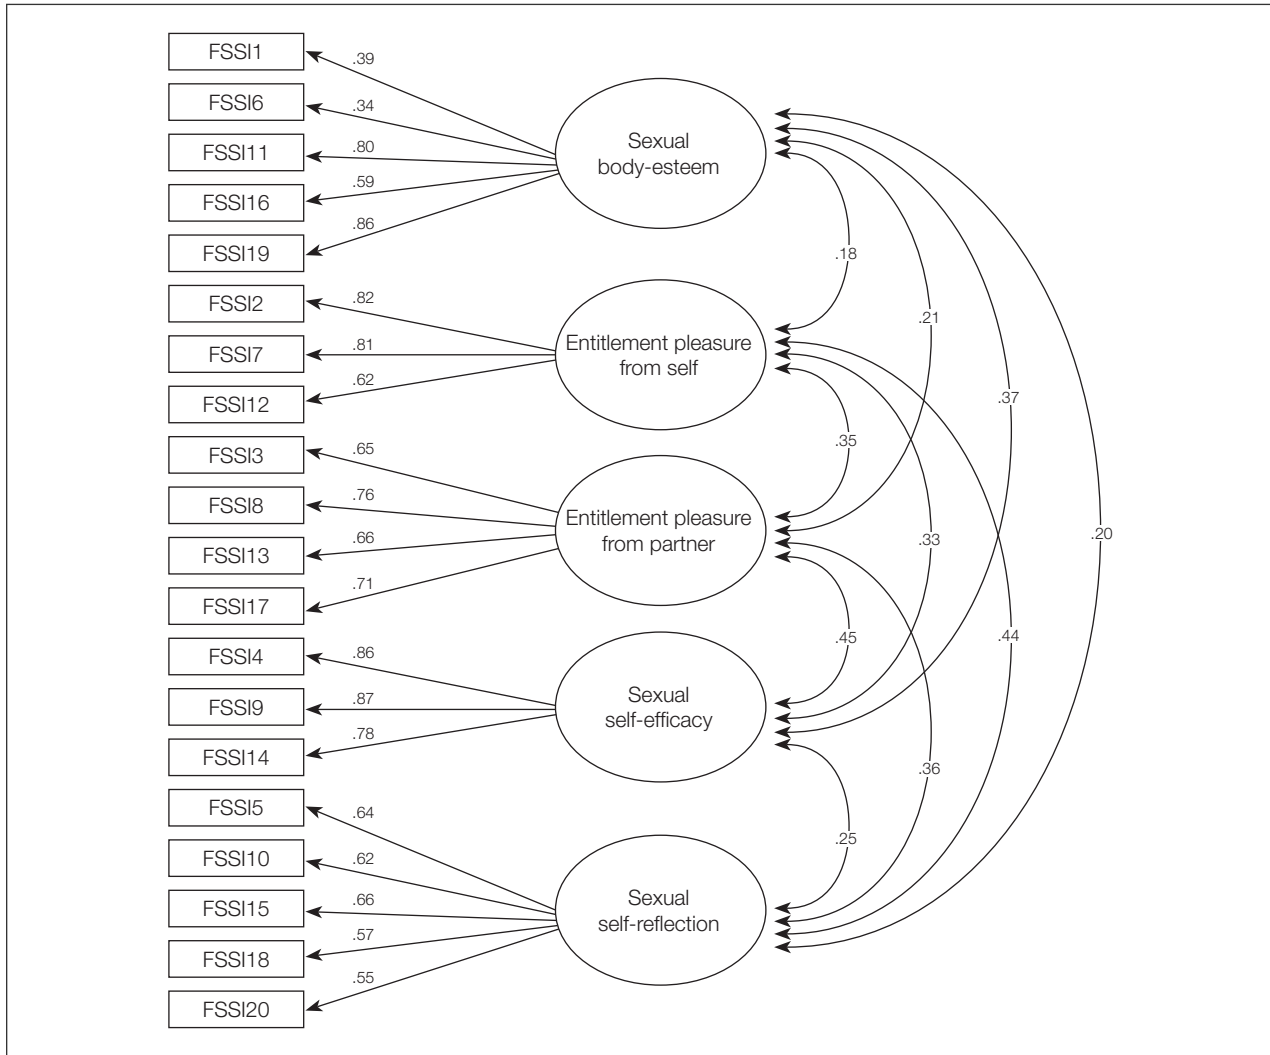 FSSI1
.39
FSSI6
.34
FSSI11
.80
FSSI16
.59
FSSI19
.86
Sexual
body-esteem
FSSI2
.82
FSSI7
.81
FSSI12
.62
Entitlement pleasure
from self
FSSI3
.65
FSSI8
.76
FSSI13
.66
FSSI17
.71
Entitlement pleasure
from partner
FSSI4
.86
FSSI9
.87
FSSI14
.78
Sexual
self-efficacy
FSSI5
.64
FSSI10
.62
FSSI15
.66
FSSI18
.57
FSSI20
.55
Sexual
self-reflection
.18
.21
.37
.35
.20
.33
.44
.45
.36
.25